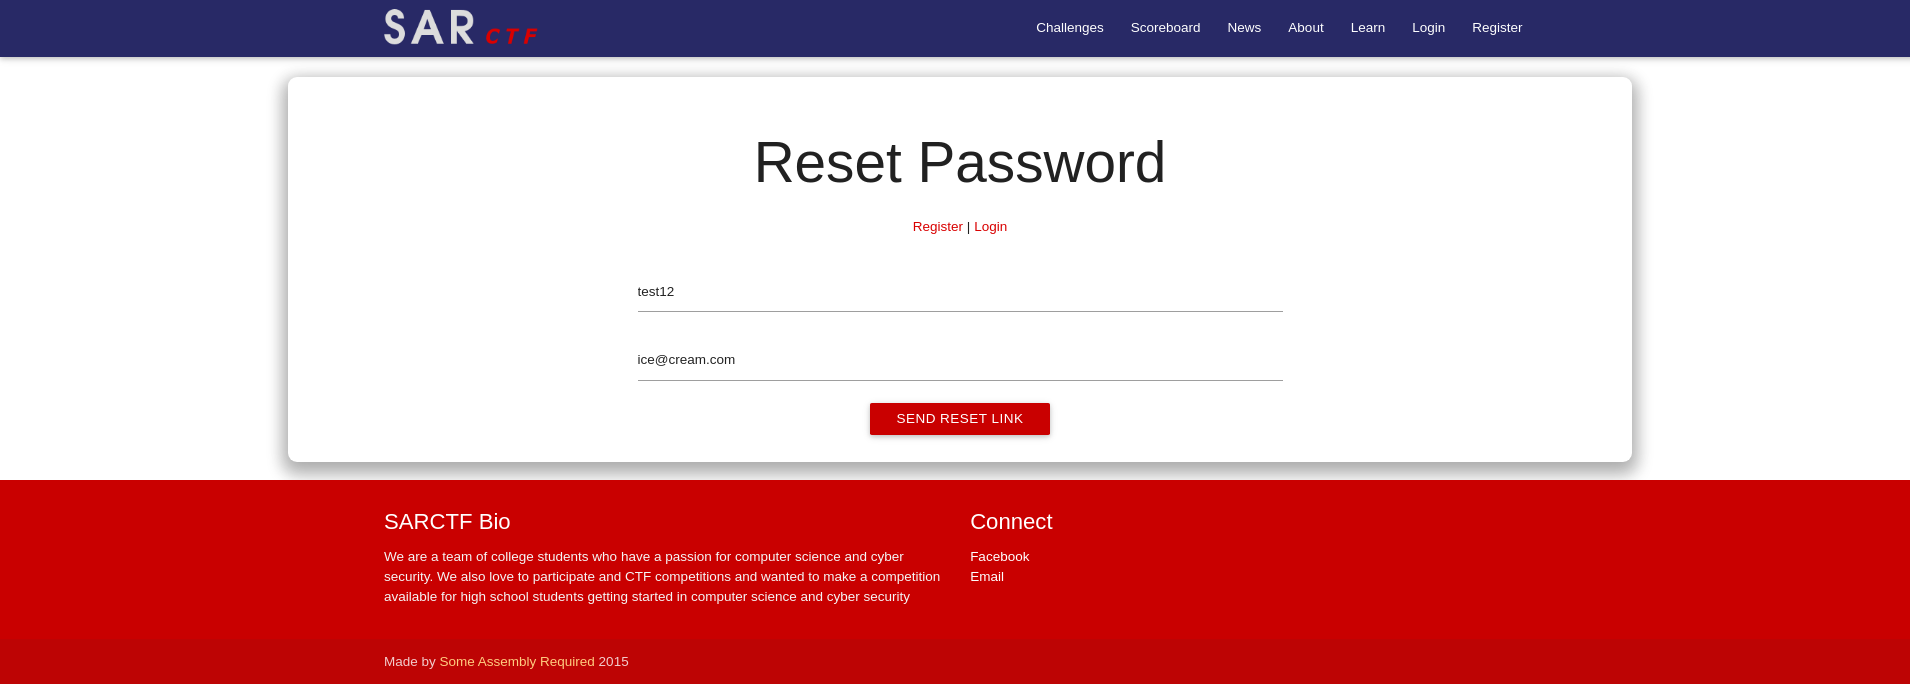 SAR CTF
Challenges Scoreboard News About Learn Login Register
Reset Password
Register | Login
test12
ice@cream.com
SEND RESET LINK
SARCTF Bio
We are a team of college students who have a passion for computer science and cyber
security. We also love to participate and CTF competitions and wanted to make a competition
available for high school students getting started in computer science and cyber security
Connect
Facebook
Email
Made by Some Assembly Required 2015